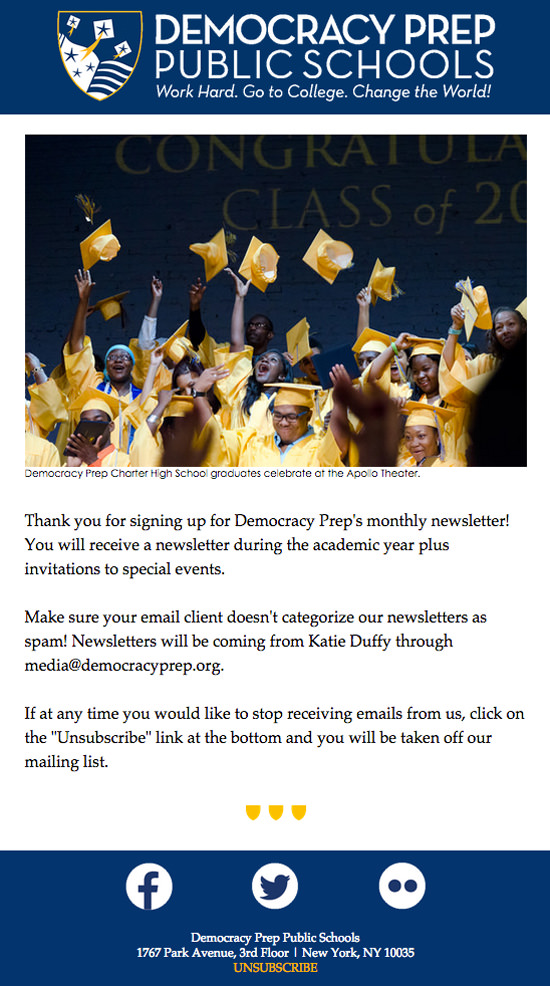 DEMOCRACY PREP
PUBLIC SCHOOLS
Work Hard. Go to College. Change the World!
CONGRATULA
CLASS of 20
Democracy Prep Charter High School graduates celebrate at the Apollo Theater.
Thank you for signing up for Democracy Prep's monthly newsletter!
You will receive a newsletter during the academic year plus
invitations to special events.
Make sure your email client doesn't categorize our newsletters as
spam! Newsletters will be coming from Katie Duffy through
media@democracyprep.org.
If at any time you would like to stop receiving emails from us, click on
the "Unsubscribe" link at the bottom and you will be taken off our
mailing list.
Democracy Prep Public Schools
1767 Park Avenue, 3rd Floor | New York, NY 10035
UNSUBSCRIBE